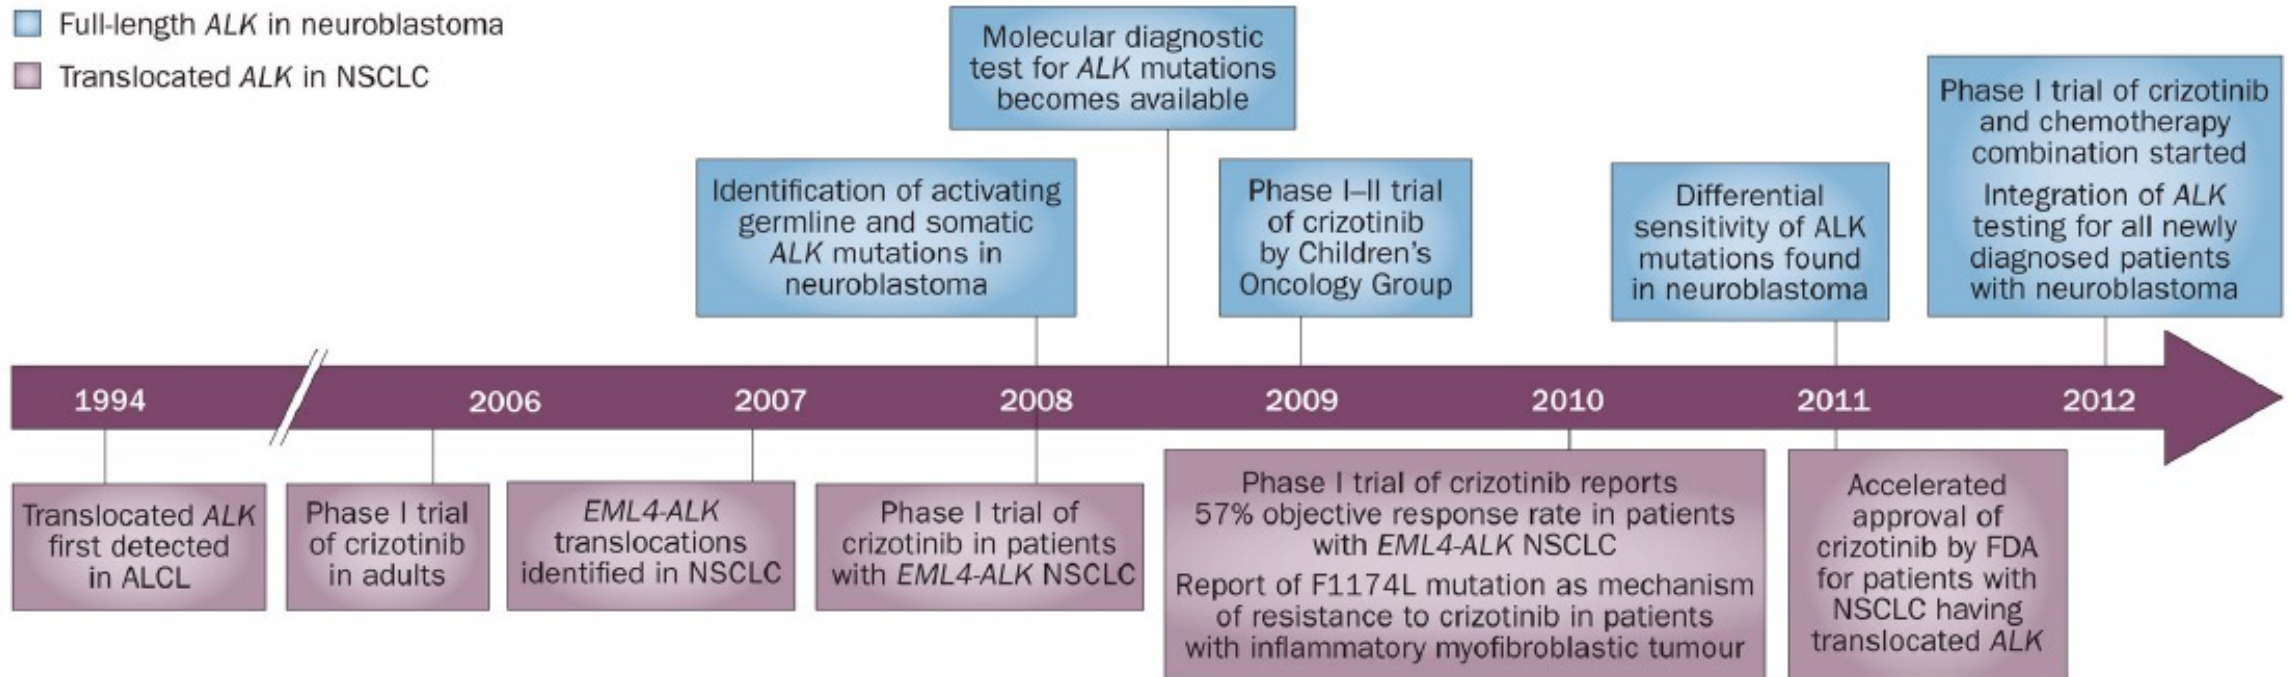 Full-length ALK in neuroblastoma
Translocated ALK in NSCLC
Molecular diagnostic
test for ALK mutations
becomes available
Identification of activating
germline and somatic
ALK mutations in
neuroblastoma
Phase I–II trial
of crizotinib
by Children's
Oncology Group
Differential
sensitivity of ALK
mutations found
in neuroblastoma
Phase I trial of crizotinib
and chemotherapy
combination started
Integration of ALK
testing for all newly
diagnosed patients
with neuroblastoma
1994
2006
2007
2008
2009
2010
2011
2012
Translocated ALK
first detected
in ALCL
Phase I trial
of crizotinib
in adults
EML4-ALK
translocations
identified in NSCLC
Phase I trial of
crizotinib in patients
with EML4-ALK NSCLC
Phase I trial of crizotinib reports
57% objective response rate in patients
with EML4-ALK NSCLC
Report of F1174L mutation as mechanism
of resistance to crizotinib in patients
with inflammatory myofibroblastic tumour
Accelerated
approval of
crizotinib by FDA
for patients with
NSCLC having
translocated ALK